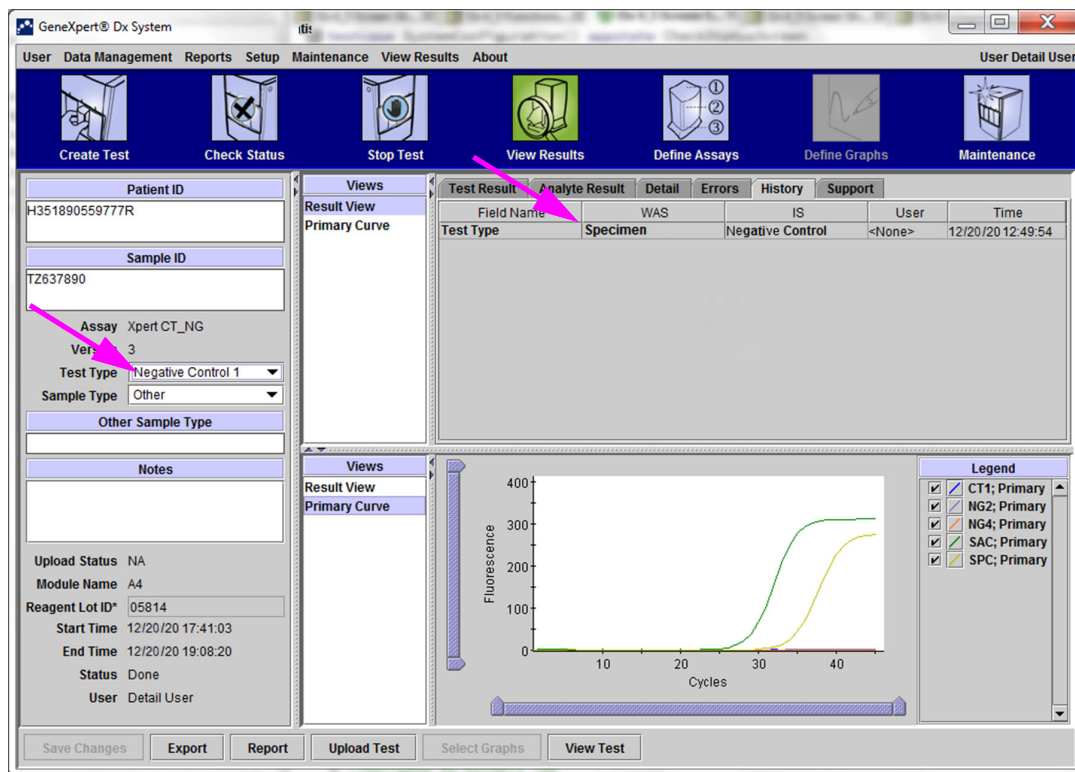 GeneXpert® Dx System
User Data Management Reports Setup Maintenance View Results About User Detail User
Create Test Check Status Stop Test View Results Define Assays Define Graphs Maintenance
Patient ID
H351890559777R
Sample ID
TZ637890
Assay Xpert CT_NG
Version 3
Test Type Negative Control 1
Sample Type Other
Other Sample Type
Notes
Upload Status NA
Module Name A4
Reagent Lot ID* 05814
Start Time 12/20/20 17:41:03
End Time 12/20/20 19:08:20
Status Done
User Detail User
Views
Result View
Primary Curve
Test Result Analyte Result Detail Errors History Support
Field Name WAS IS User Time
Test Type Specimen Negative Control <None> 12/20/20 12:49:54
Views
Result View
Primary Curve
Fluorescence
400
300
200
100
0
10 20 30 40
Cycles
Legend
CT1; Primary
NG2; Primary
NG4; Primary
SAC; Primary
SPC; Primary
Save Changes Export Report Upload Test Select Graphs View Test